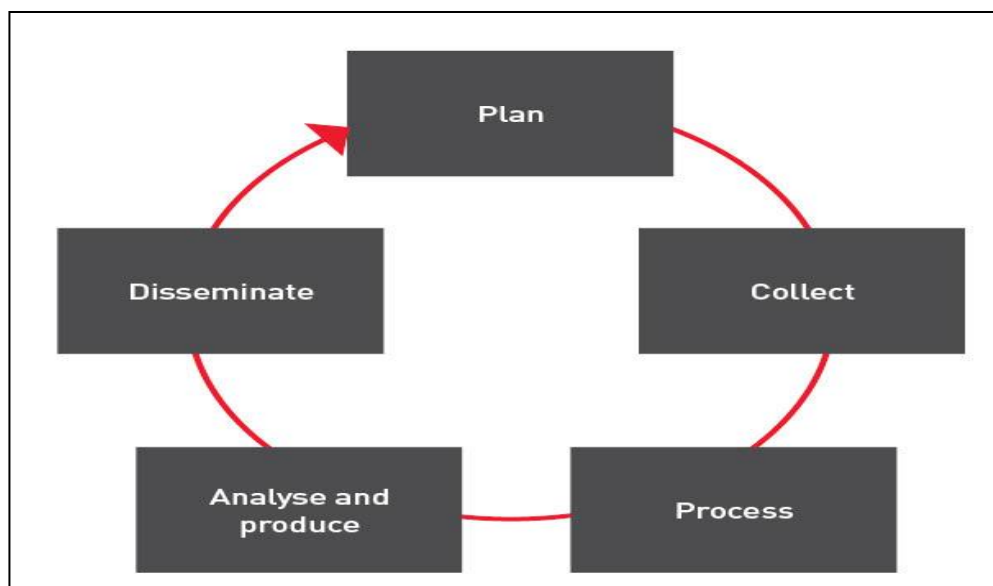 Plan
Collect
Process
Analyse and
produce
Disseminate